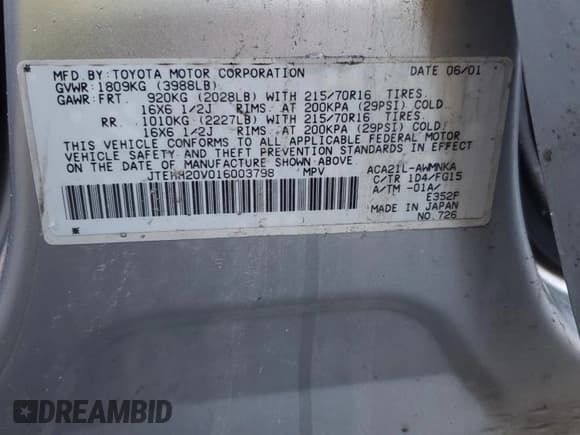 MFD.BY:TOYOTA MOTOR CORPORATION DATE 06/01
GVWR:1809KG (3988LB)
GAWR:FRT. 920KG (2028LB) WITH 215/70R16 TIRES,
16X6 1/2JF RIMS, AT 200KPA (29PSI) COLD.
RR. 1010KG (2227LB) WITH 215/70R16 TIRES,
16X6 1/2J RIMS, AT 200KPA (29PSI) COLD.
THIS VEHICLE CONFORMS TO ALL APPLICABLE FEDERAL MOTOR
VEHICLE SAFETY STANDARDS IN EFFECT ON
THE DATE OF MANUFACTURE SHOWN ABOVE.
JTEHH20V016003798 MPV ACA21L-AWMNKA
C/TR 1D4/FG15
A/TM -01A/
E352F
MADE IN JAPAN
NO.726
DREAMBID